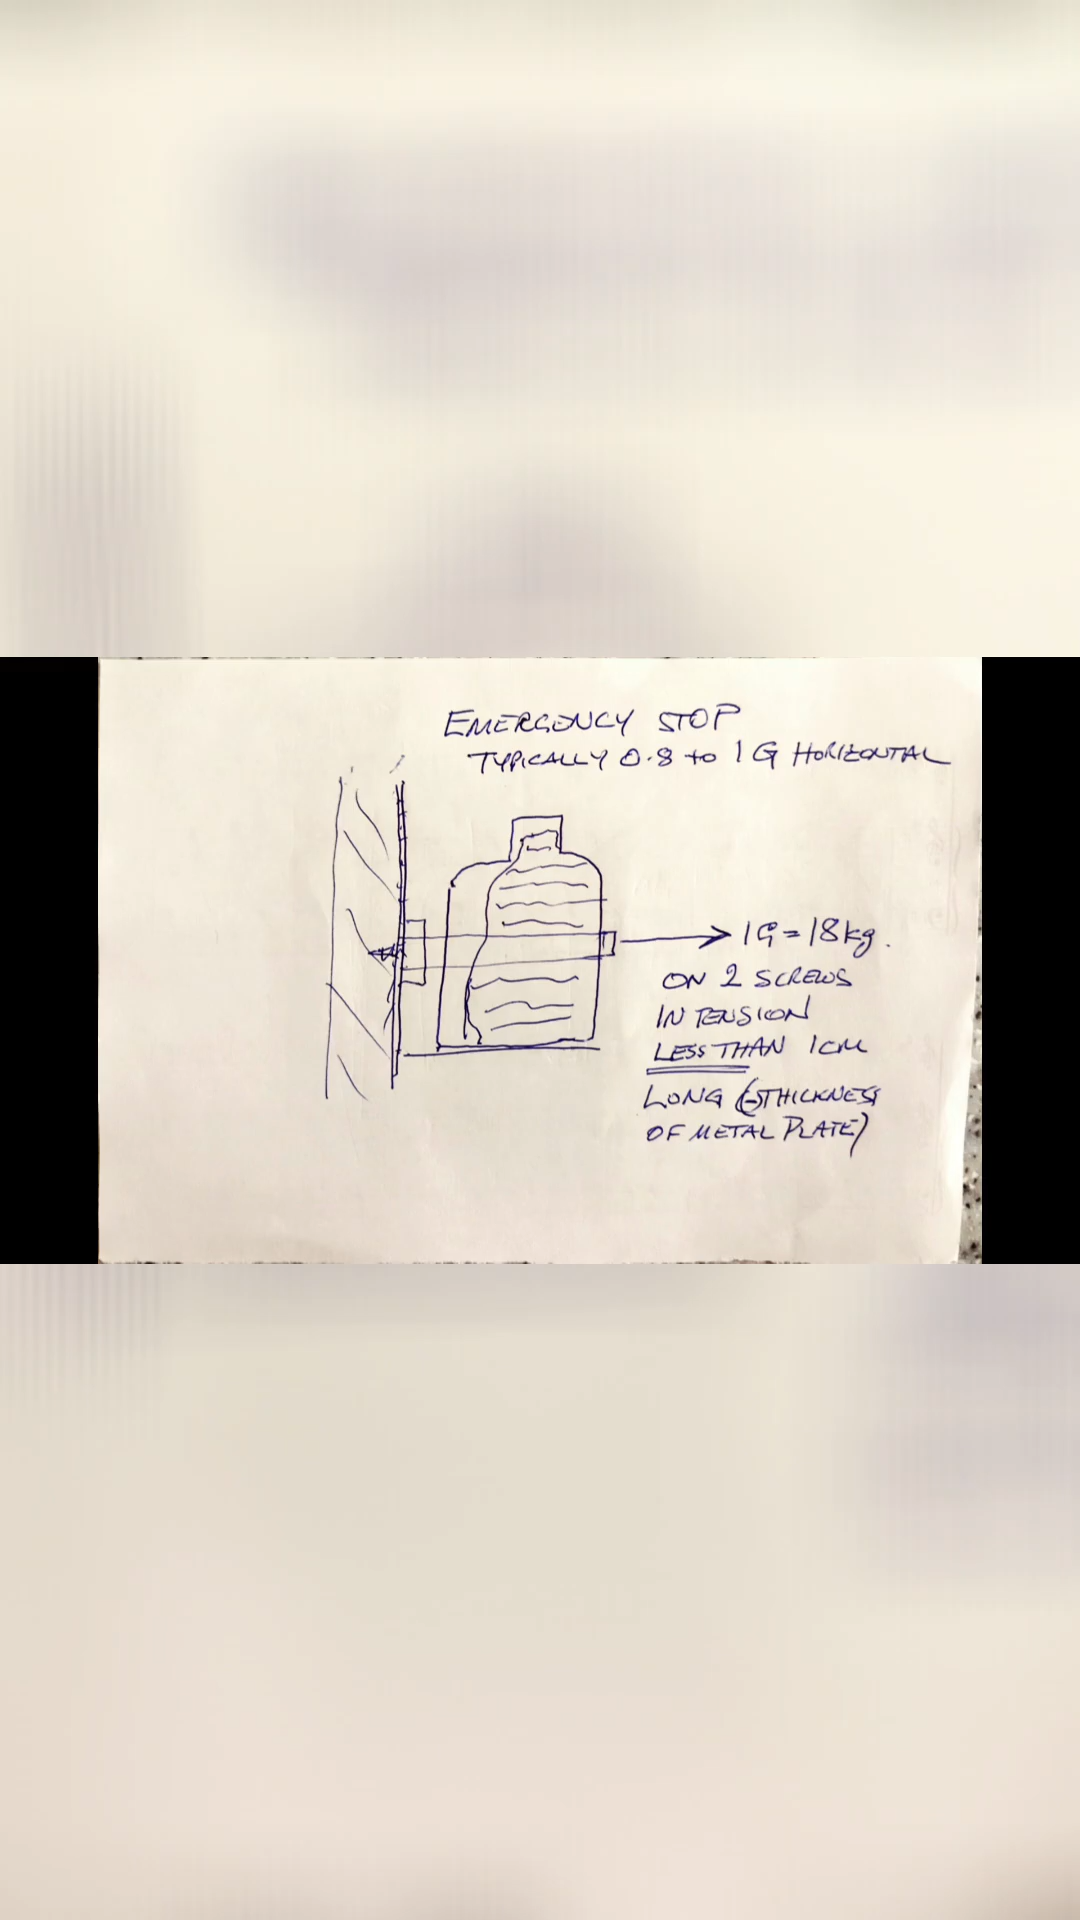 EMERGENCY STOP
TYPICALLY 0.8 to 1G HORIZONTAL
1G = 18kg.
ON 2 SCREWS
IN TENSION
LESS THAN 1CM
LONG (-THICKNESS
OF METAL PLATE)